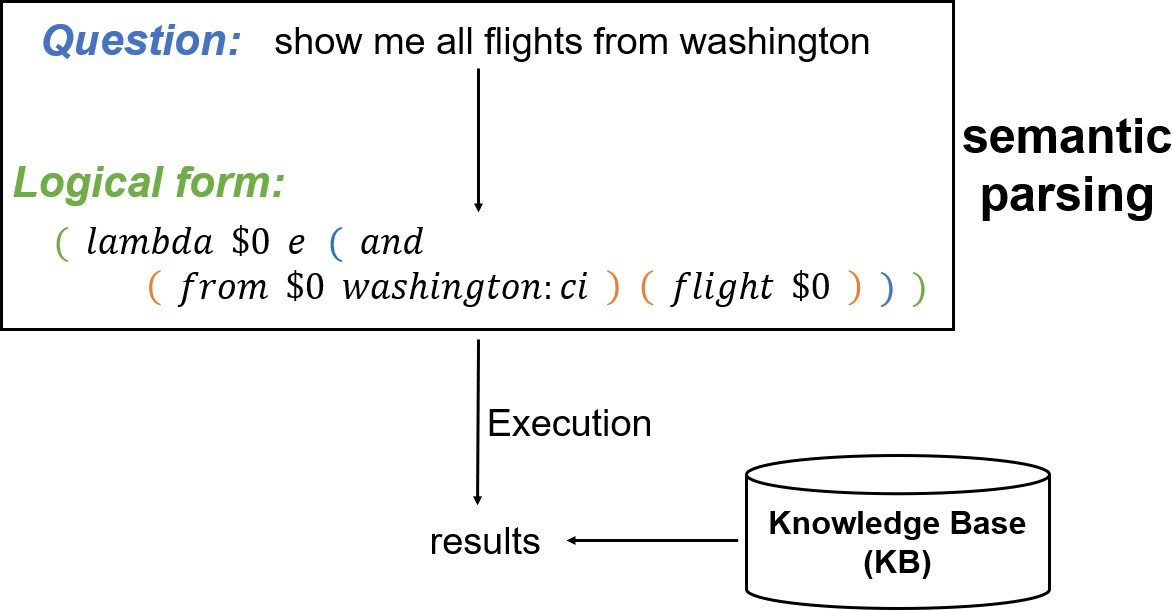 Question: show me all flights from washington
semantic
parsing
Logical form:
( lambda $0 e ( and
( from $0 washington:ci ) ( flight $0 ) ) )
Execution
results
Knowledge Base
(KB)